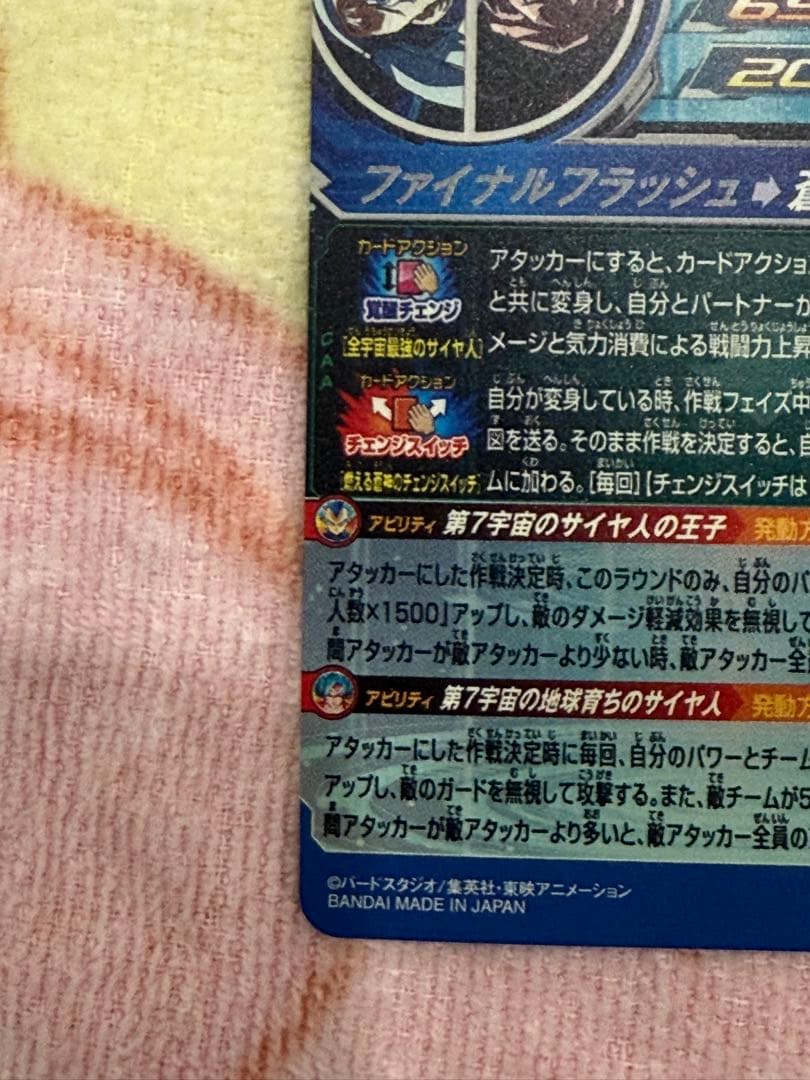 20
ファイナルフラッシュ➡蒼
カードアクション
覚醒チェンジ
[全宇宙最強のサイヤ人]
アタッカーにすると、カードアクショ
と共に変身し、自分とパートナーが
メージと気力消費による戦闘力上昇
CAA
カードアクション
チェンジスイッチ
[燃える蒼神のチェンジスイッチ]
自分が変身している時、作戦フェイズ中
図を送る。そのまま作戦を決定すると、自
ムに加わる。[毎回]【チェンジスイッチは
アビリティ 第7宇宙のサイヤ人の王子 発動
アタッカーにした作戦決定時、このラウンドのみ、自分のパ
人数×1500」アップし、敵のダメージ軽減効果を無視して
間アタッカーが敵アタッカーより少ない時、敵アタッカー全
アビリティ 第7宇宙の地球育ちのサイヤ人 発動
アタッカーにした作戦決定時に毎回、自分のパワーとチーム
アップし、敵のガードを無視して攻撃する。また、敵チームが5
間アタッカーが敵アタッカーより多いと、敵アタッカー全員の
©バードスタジオ/集英社・東映アニメーション
BANDAI MADE IN JAPAN